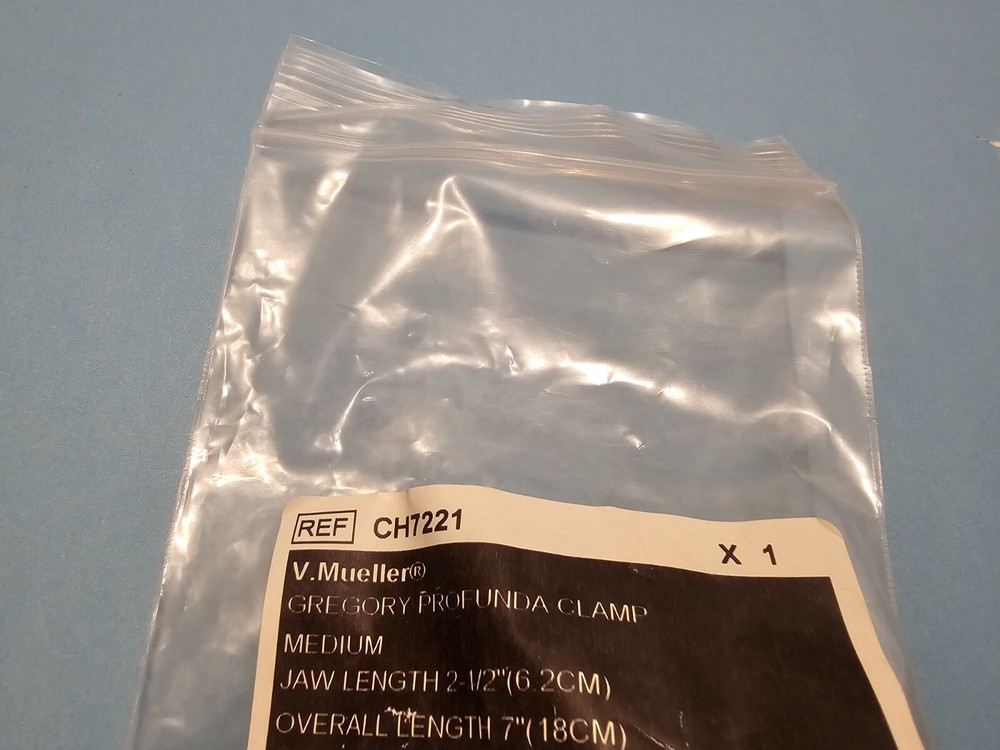 REF CH7221
X 1
V.Mueller®
GREGORY PROFUNDA CLAMP
MEDIUM
JAW LENGTH 2-1/2"(6.2CM)
OVERALL LENGTH 7"(18CM)